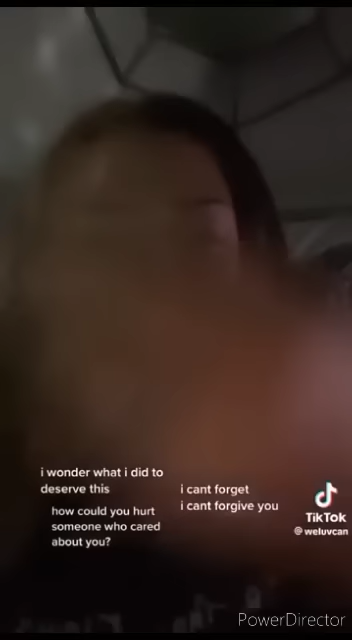 i wonder what i did to
deserve this
how could you hurt
someone who cared
about you?
i cant forget
i cant forgive you
TikTok
@weluvcan
PowerDirector